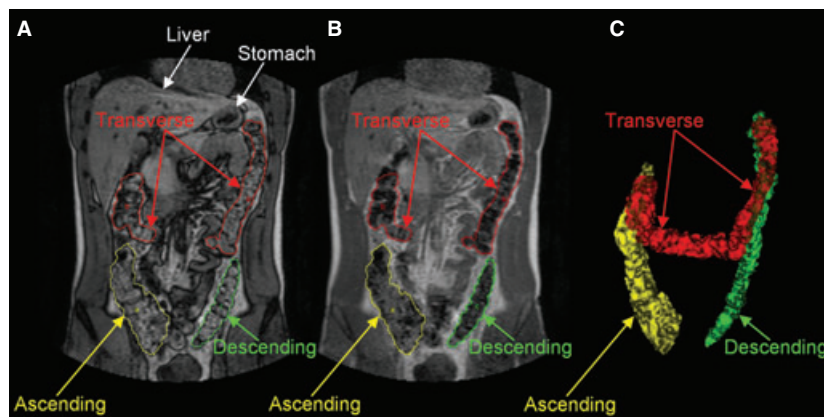 A
Liver
Stomach
Transverse
Descending
Ascending
B
Transverse
Descending
Ascending
C
Transverse
Descending
Ascending